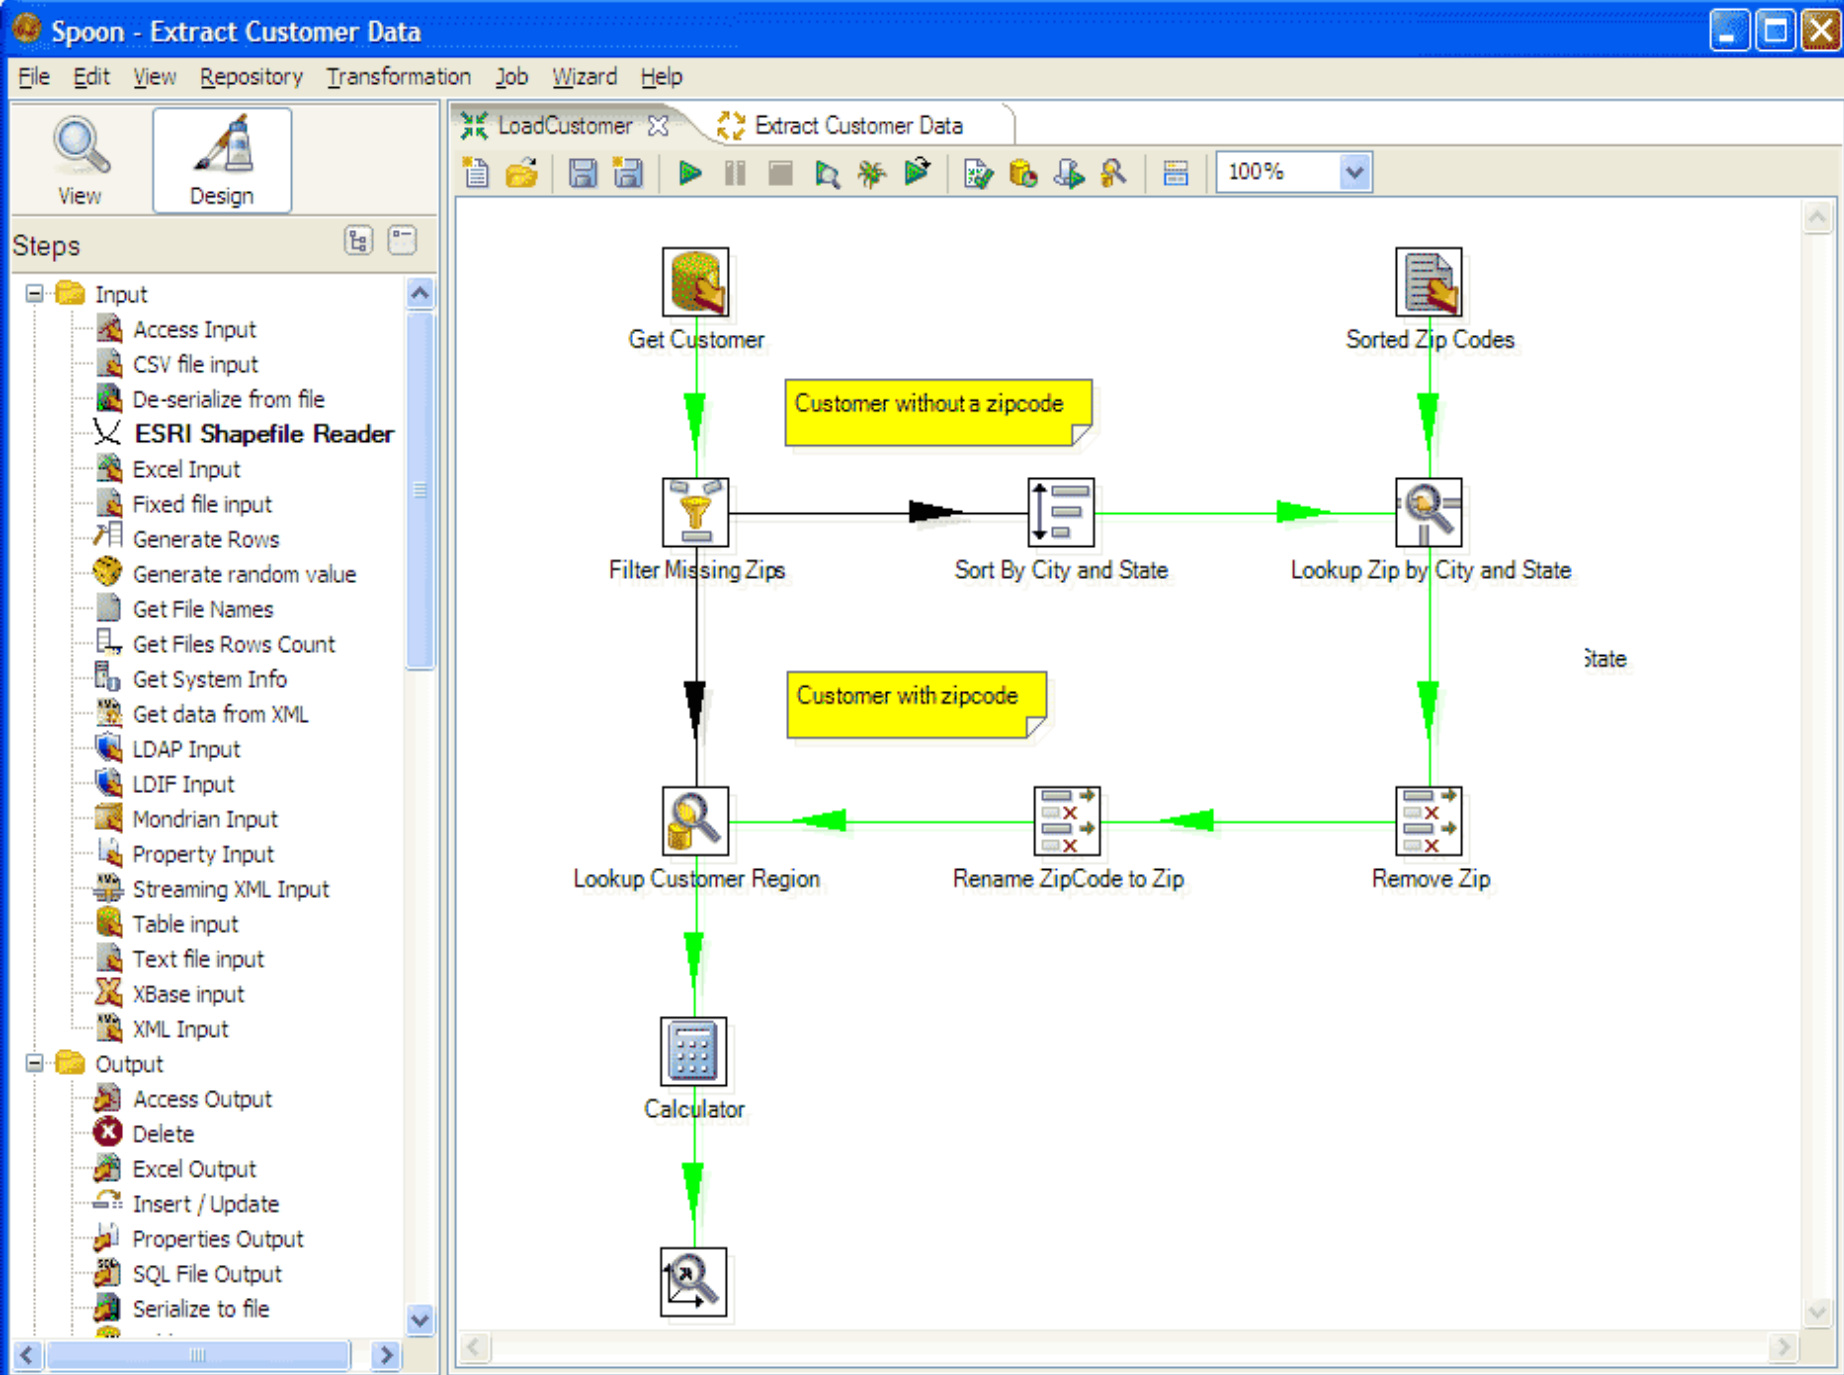 Spoon - Extract Customer Data
File Edit View Repository Transformation Job Wizard Help
View
Design
LoadCustomer
Extract Customer Data
100%
Steps
Input
Access Input
CSV file input
De-serialize from file
ESRI Shapefile Reader
Excel Input
Fixed file input
Generate Rows
Generate random value
Get File Names
Get Files Rows Count
Get System Info
Get data from XML
LDAP Input
LDIF Input
Mondrian Input
Property Input
Streaming XML Input
Table input
Text file input
XBase input
XML Input
Output
Access Output
Delete
Excel Output
Insert / Update
Properties Output
SQL File Output
Serialize to file
Get Customer
Sorted Zip Codes
Customer without a zipcode
Filter Missing Zips
Sort By City and State
Lookup Zip by City and State
State
Customer with zipcode
Lookup Customer Region
Rename ZipCode to Zip
Remove Zip
Calculator